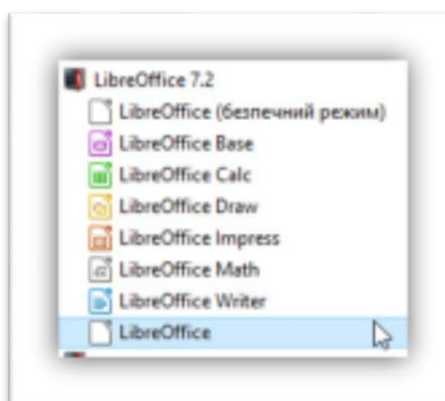 LibreOffice 7.2
LibreOffice (безпечний режим)
LibreOffice Base
LibreOffice Calc
LibreOffice Draw
LibreOffice Impress
LibreOffice Math
LibreOffice Writer
LibreOffice